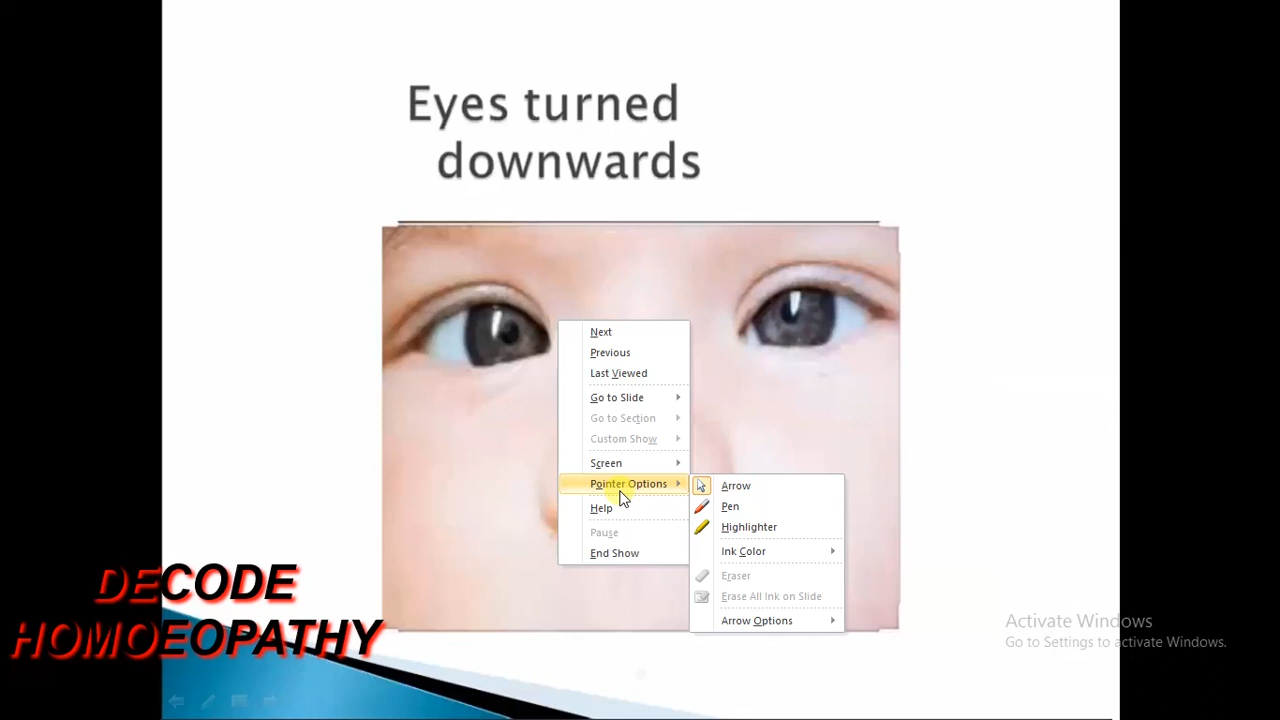 Eyes turned
downwards
Next
Previous
Last Viewed
Go to Slide
Go to Section
Custom Show
Screen
Pointer Options
Help
Pause
End Show
Arrow
Pen
Highlighter
Ink Color
Eraser
Erase All Ink on Slide
Arrow Options
DECODE
HOMOEOPATHY
Activate Windows
Go to Settings to activate Windows.